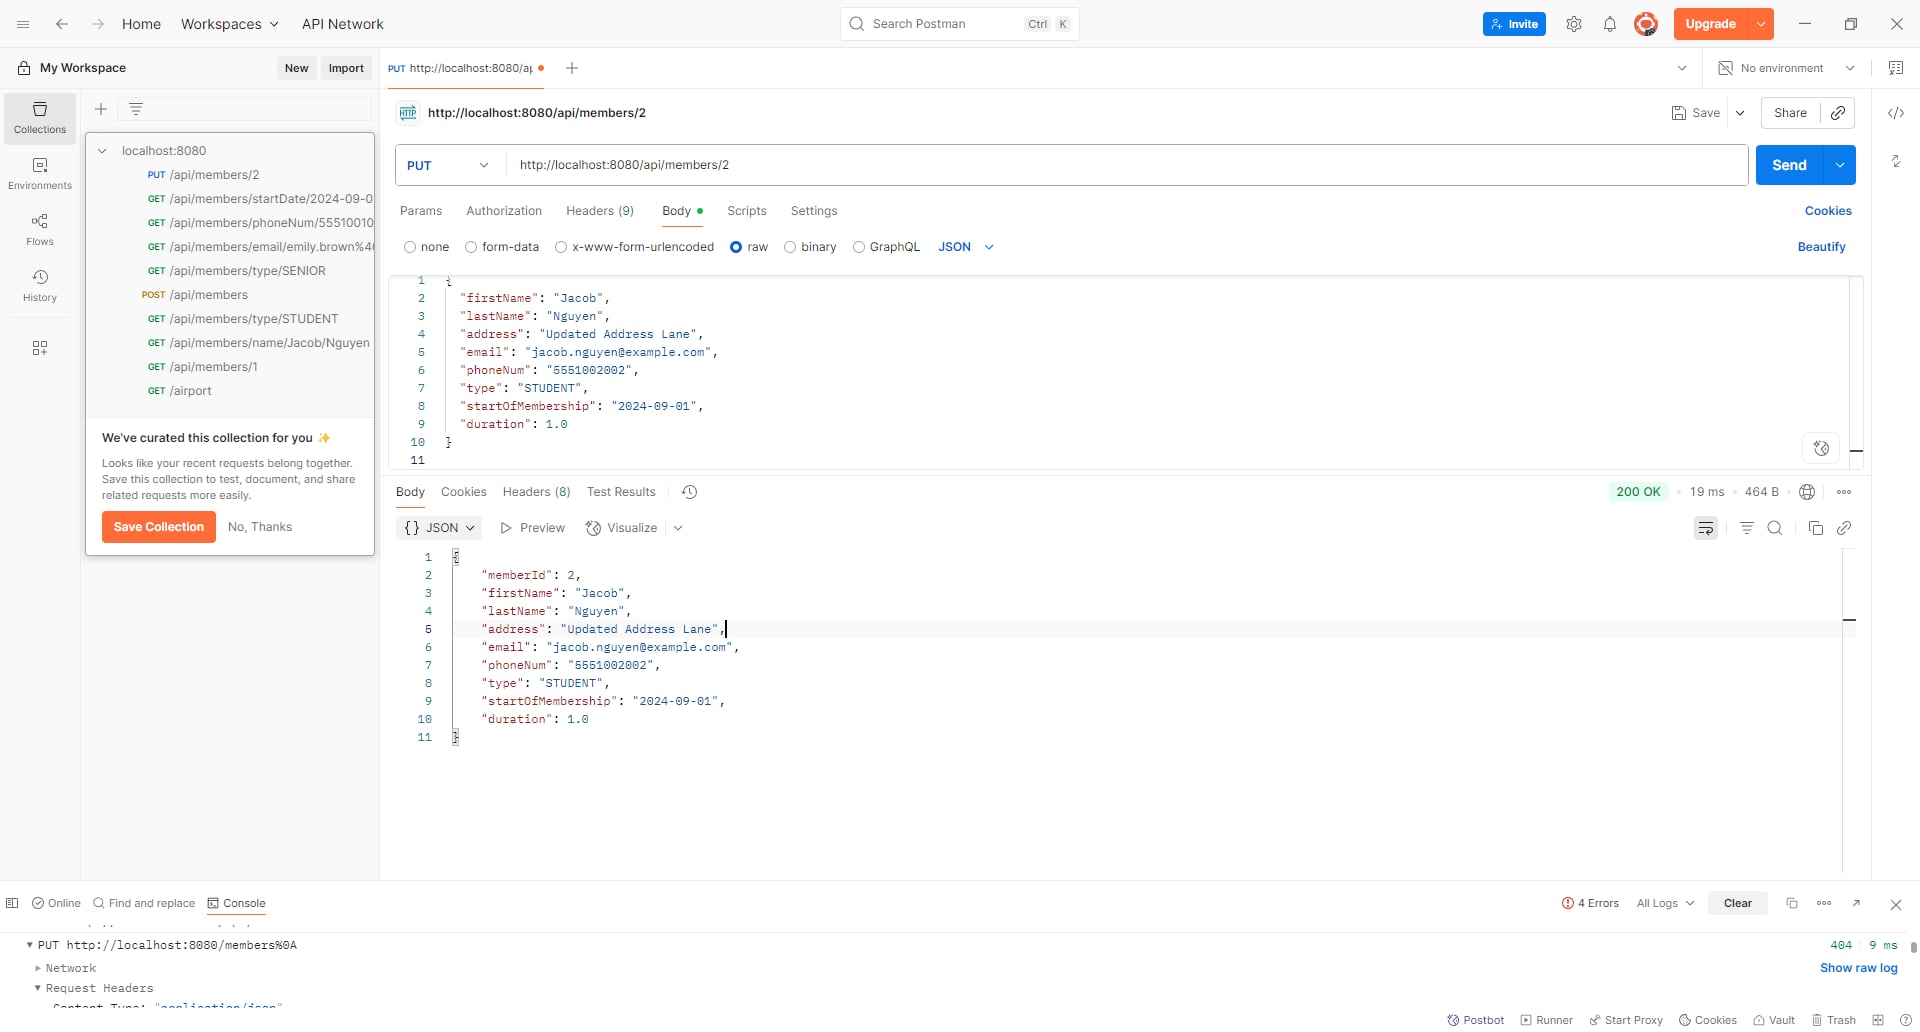 Home Workspaces API Network Search Postman Ctrl K Invite Upgrade
My Workspace New Import PUT http://localhost:8080/ap No environment
Collections
Environments
Flows
History
localhost:8080
PUT /api/members/2
GET /api/members/startDate/2024-09-0
GET /api/members/phoneNum/55510010
GET /api/members/email/emily.brown%4
GET /api/members/type/SENIOR
POST /api/members
GET /api/members/type/STUDENT
GET /api/members/name/Jacob/Nguyen
GET /api/members/1
GET /airport
We've curated this collection for you ✨
Looks like your recent requests belong together.
Save this collection to test, document, and share
related requests more easily.
Save Collection No, Thanks
HTTP http://localhost:8080/api/members/2 Save Share
PUT http://localhost:8080/api/members/2 Send
Params Authorization Headers (9) Body Scripts Settings Cookies
none form-data x-www-form-urlencoded raw binary GraphQL JSON Beautify
1 {
2 "firstName": "Jacob",
3 "lastName": "Nguyen",
4 "address": "Updated Address Lane",
5 "email": "jacob.nguyen@example.com",
6 "phoneNum": "5551002002",
7 "type": "STUDENT",
8 "startOfMembership": "2024-09-01",
9 "duration": 1.0
10 }
11
Body Cookies Headers (8) Test Results 200 OK 19 ms 464 B
{} JSON Preview Visualize
1 {
2 "memberId": 2,
3 "firstName": "Jacob",
4 "lastName": "Nguyen",
5 "address": "Updated Address Lane",
6 "email": "jacob.nguyen@example.com",
7 "phoneNum": "5551002002",
8 "type": "STUDENT",
9 "startOfMembership": "2024-09-01",
10 "duration": 1.0
11 }
Online Find and replace Console 4 Errors All Logs Clear
PUT http://localhost:8080/members%0A 404 9 ms
Network Show raw log
Request Headers
Content-Type: "application/json"
Postbot Runner Start Proxy Cookies Vault Trash